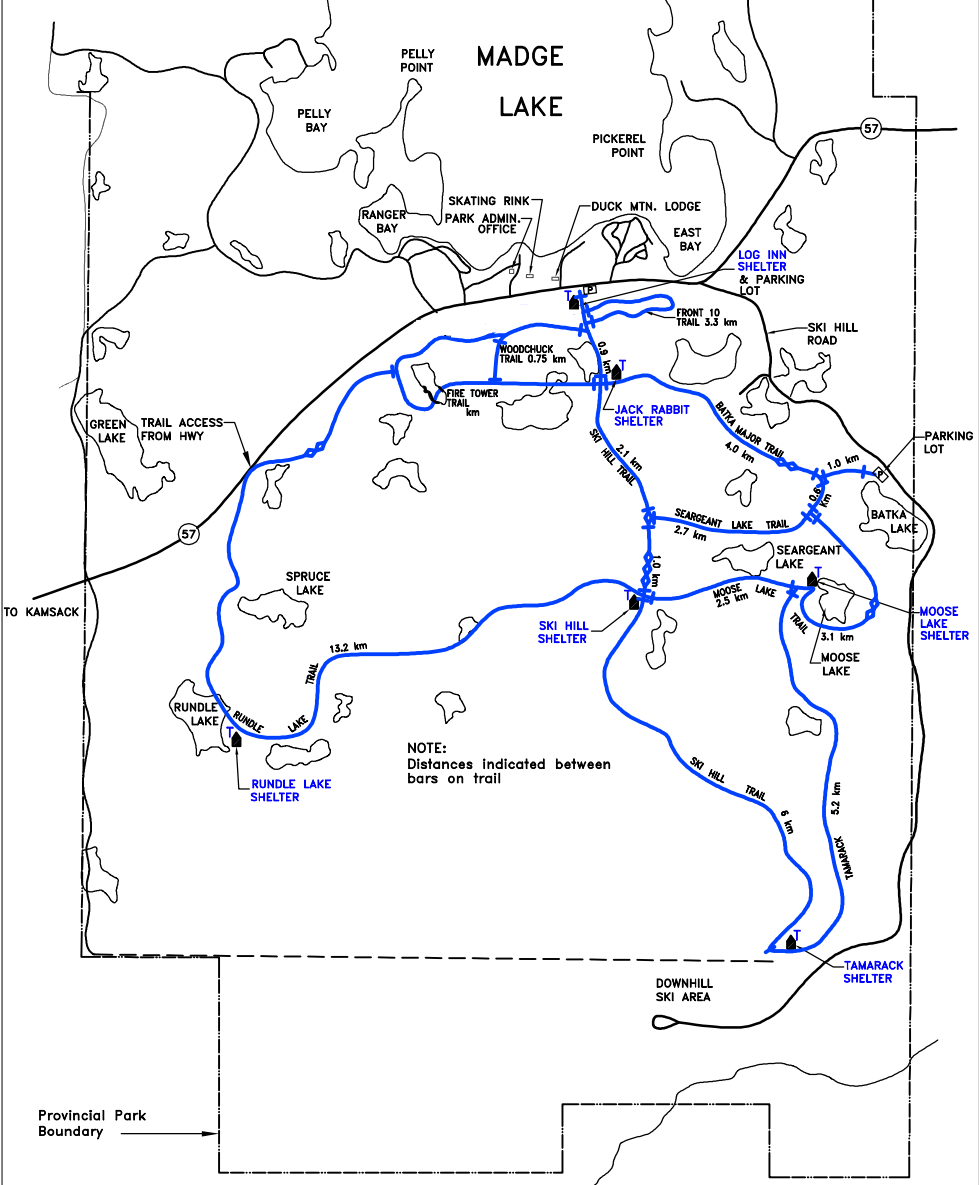 PELLY
POINT
MADGE
LAKE
PELLY
BAY
57
PICKEREL
POINT
SKATING RINK
PARK ADMIN.
OFFICE
DUCK MTN. LODGE
RANGER
BAY
EAST
BAY
LOG INN
SHELTER
& PARKING
LOT
T
P
FRONT 10
TRAIL 3.3 km
SKI HILL
ROAD
WOODCHUCK
TRAIL 0.75 km
0.9 km
T
FIRE TOWER
TRAIL
km
JACK RABBIT
SHELTER
BATKA MAJOR TRAIL
4.0 km
GREEN
LAKE
TRAIL ACCESS
FROM HWY
SKI HILL TRAIL
2.1 km
PARKING
LOT
1.0 km
P
0.6 km
BATKA
LAKE
SEARGEANT LAKE TRAIL
2.7 km
57
SEARGEANT
LAKE
1.0 km
T
SPRUCE
LAKE
MOOSE LAKE TRAIL
2.5 km
T
TO KAMSACK
MOOSE
LAKE
SHELTER
SKI HILL
SHELTER
3.1 km
MOOSE
LAKE
13.2 km
RUNDLE LAKE TRAIL
RUNDLE
LAKE
T
RUNDLE LAKE
SHELTER
NOTE:
Distances indicated between
bars on trail
SKI HILL TRAIL
6 km
5.2 km
TAMARACK
T
TAMARACK
SHELTER
DOWNHILL
SKI AREA
Provincial Park
Boundary